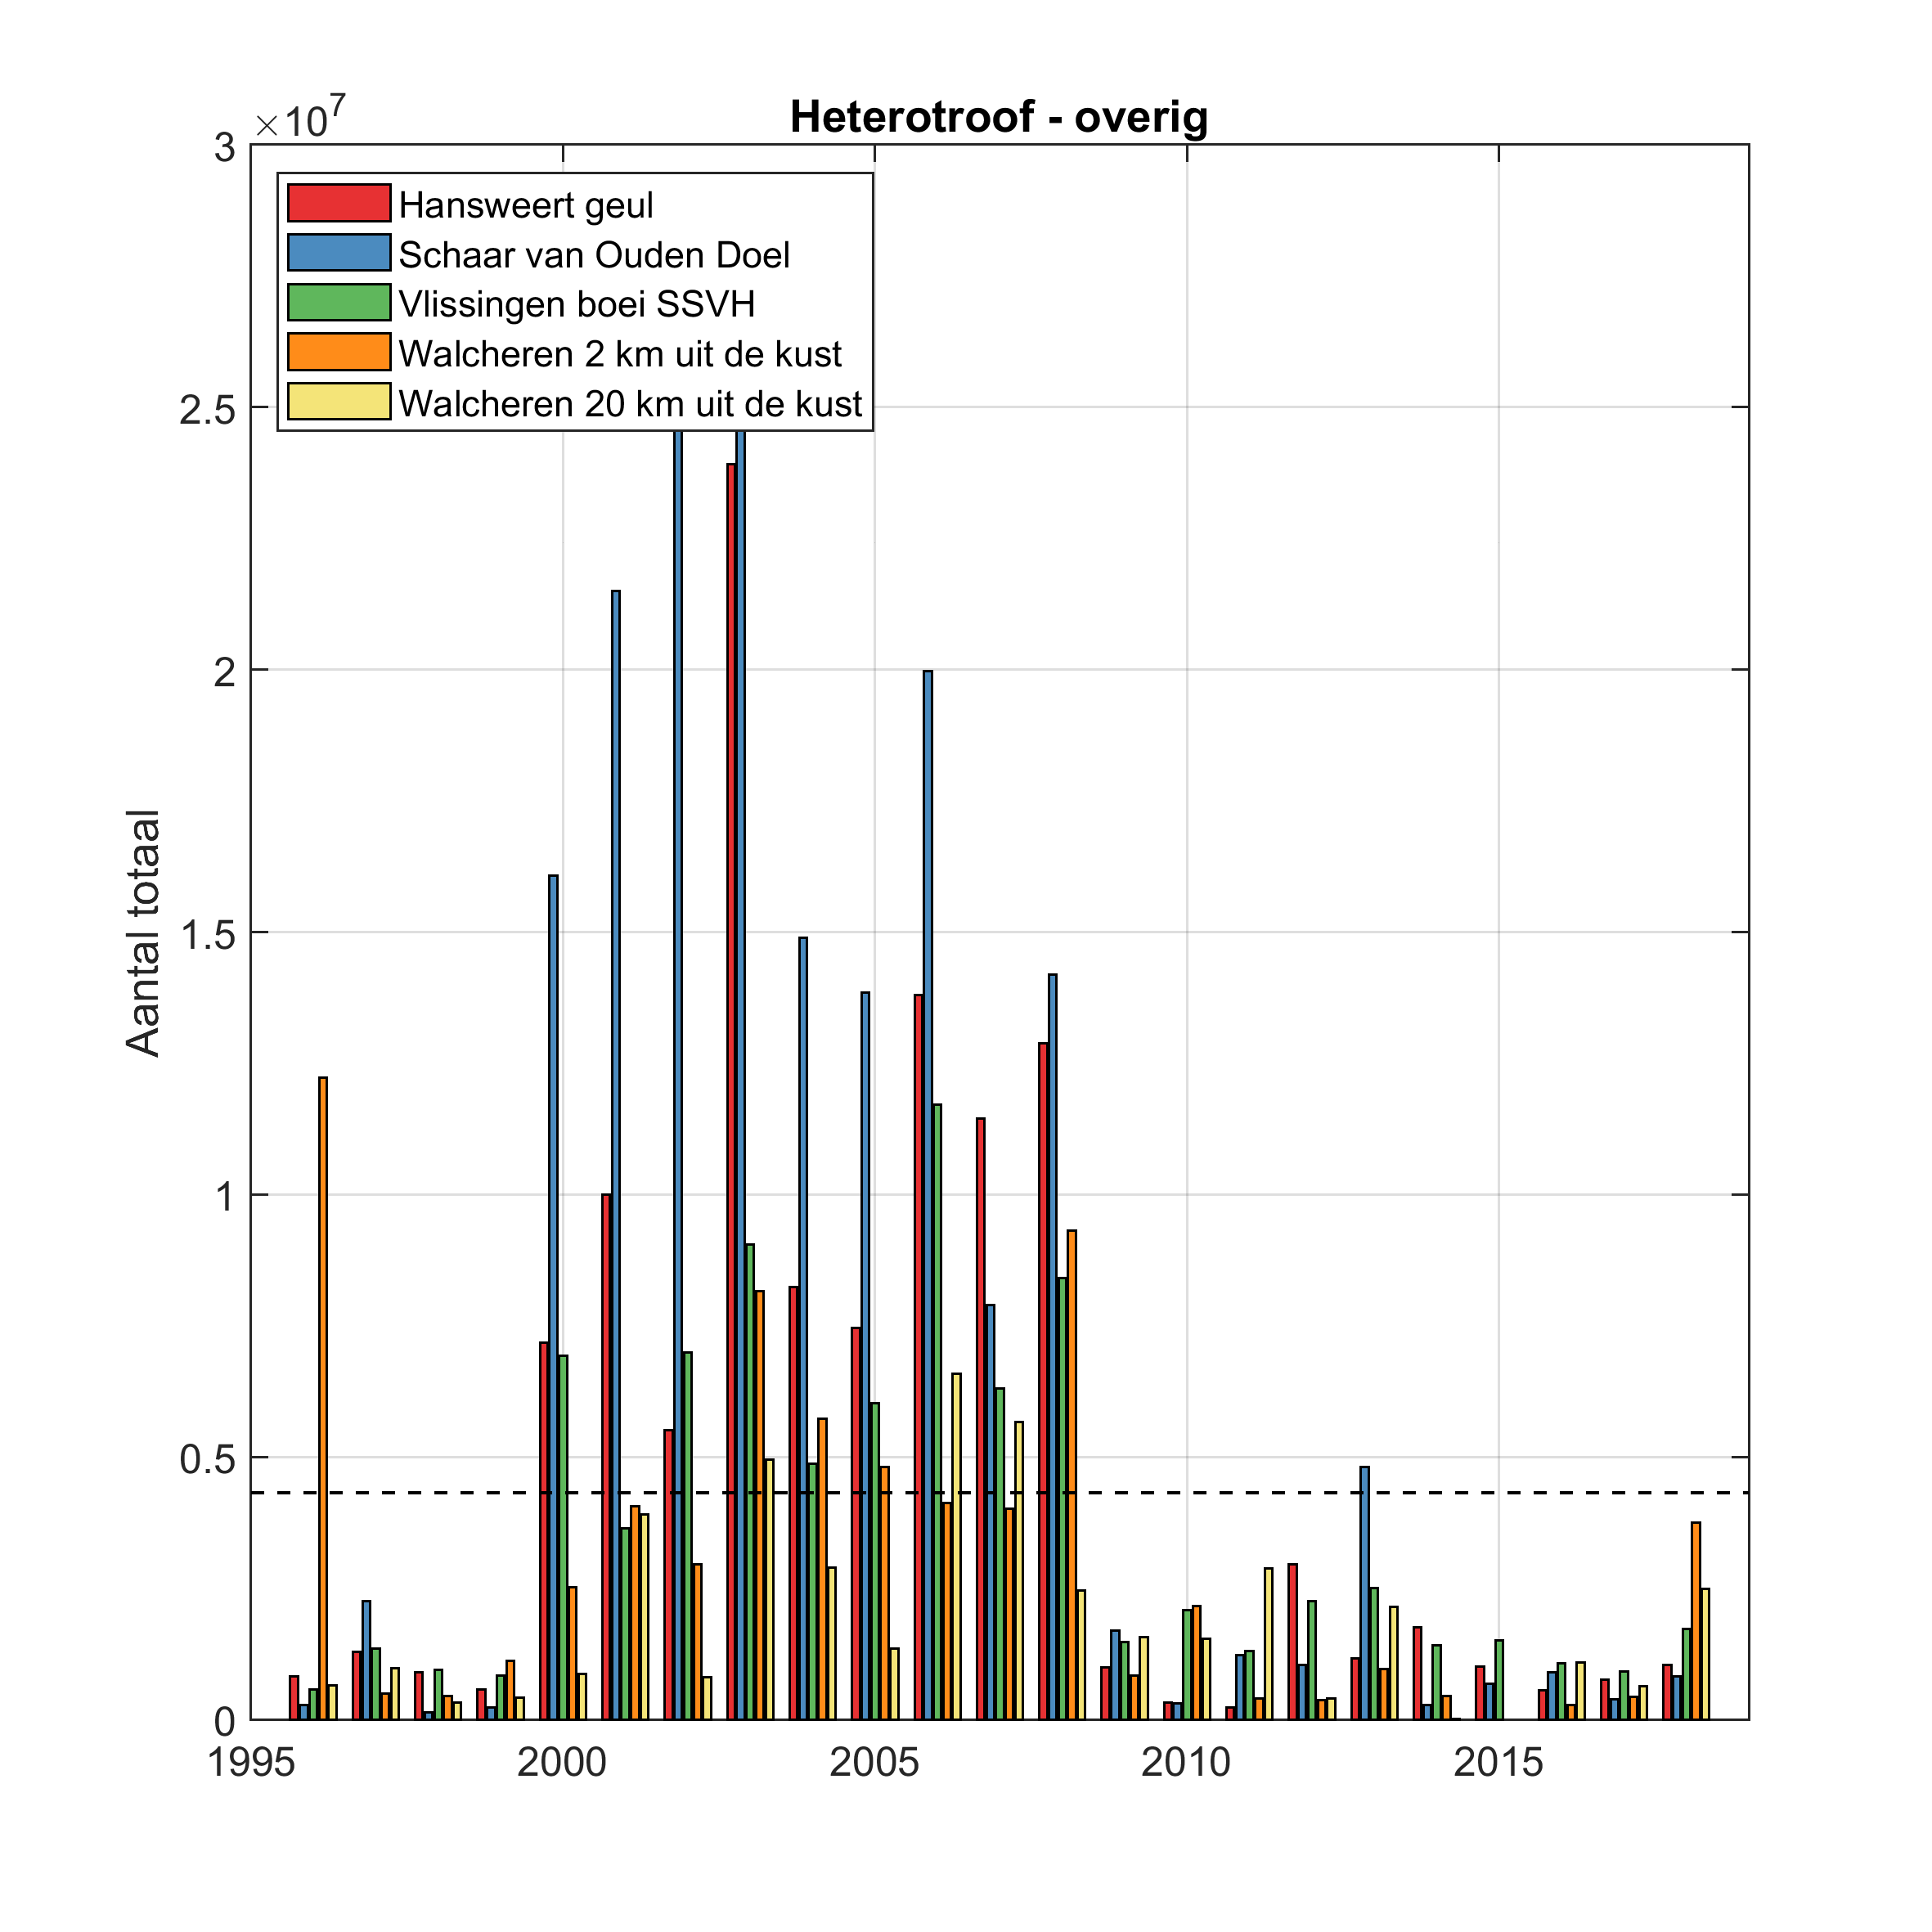 ×10⁷
Heterotroof - overig
3
2.5
2
1.5
1
0.5
0
Aantal totaal
Hansweert geul
Schaar van Ouden Doel
Vlissingen boei SSVH
Walcheren 2 km uit de kust
Walcheren 20 km uit de kust
1995 2000 2005 2010 2015